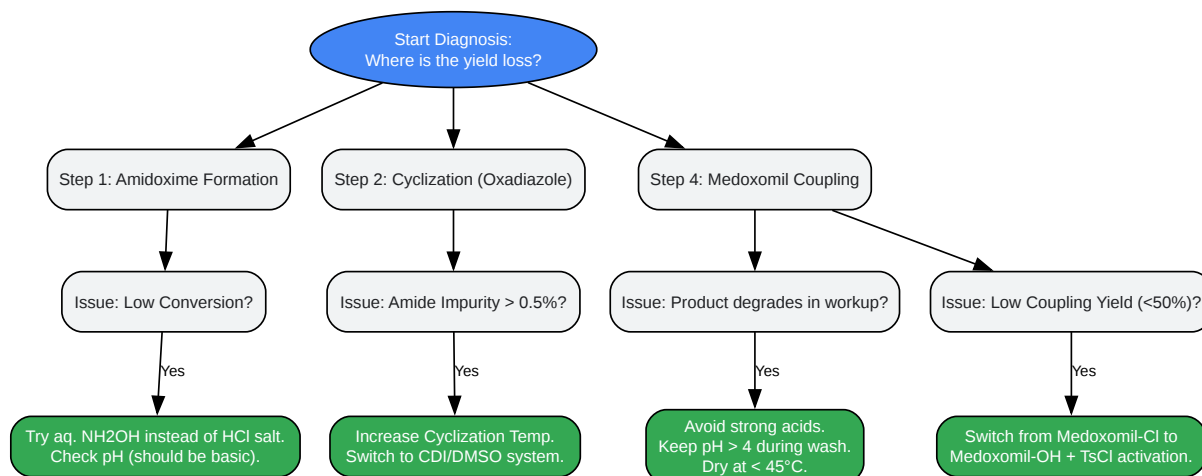 Start Diagnosis:
Where is the yield loss?
Step 1: Amidoxime Formation
Step 2: Cyclization (Oxadiazole)
Step 4: Medoxomil Coupling
Issue: Low Conversion?
Issue: Amide Impurity > 0.5%?
Issue: Product degrades in workup?
Issue: Low Coupling Yield (<50%)?
Yes
Yes
Yes
Yes
Try aq. NH2OH instead of HCl salt.
Check pH (should be basic).
Increase Cyclization Temp.
Switch to CDI/DMSO system.
Avoid strong acids.
Keep pH > 4 during wash.
Dry at < 45°C.
Switch from Medoxomil-Cl to
Medoxomil-OH + TsCl activation.